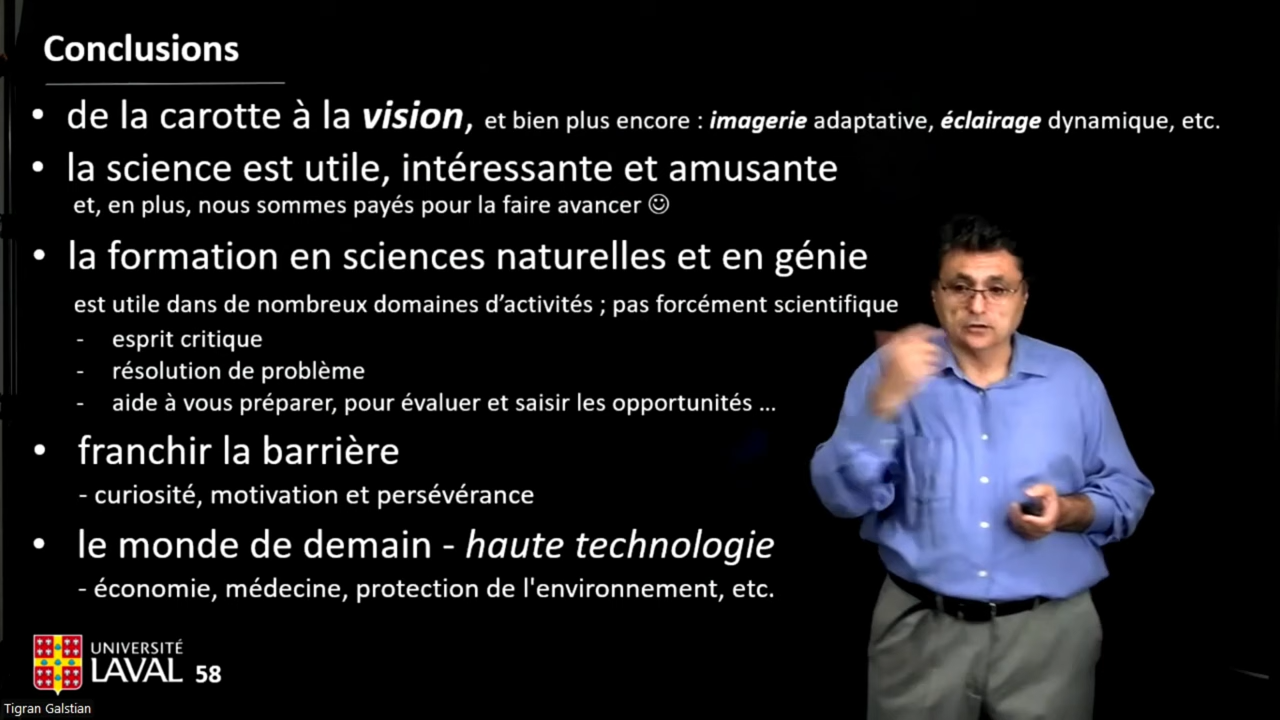 Conclusions
• de la carotte à la vision, et bien plus encore : imagerie adaptative, éclairage dynamique, etc.
• la science est utile, intéressante et amusante
et, en plus, nous sommes payés pour la faire avancer ☺
• la formation en sciences naturelles et en génie
est utile dans de nombreux domaines d’activités ; pas forcément scientifique
- esprit critique
- résolution de problème
- aide à vous préparer, pour évaluer et saisir les opportunités ...
• franchir la barrière
- curiosité, motivation et persévérance
• le monde de demain - haute technologie
- économie, médecine, protection de l'environnement, etc.
UNIVERSITÉ
LAVAL 58
Tigran Galstian